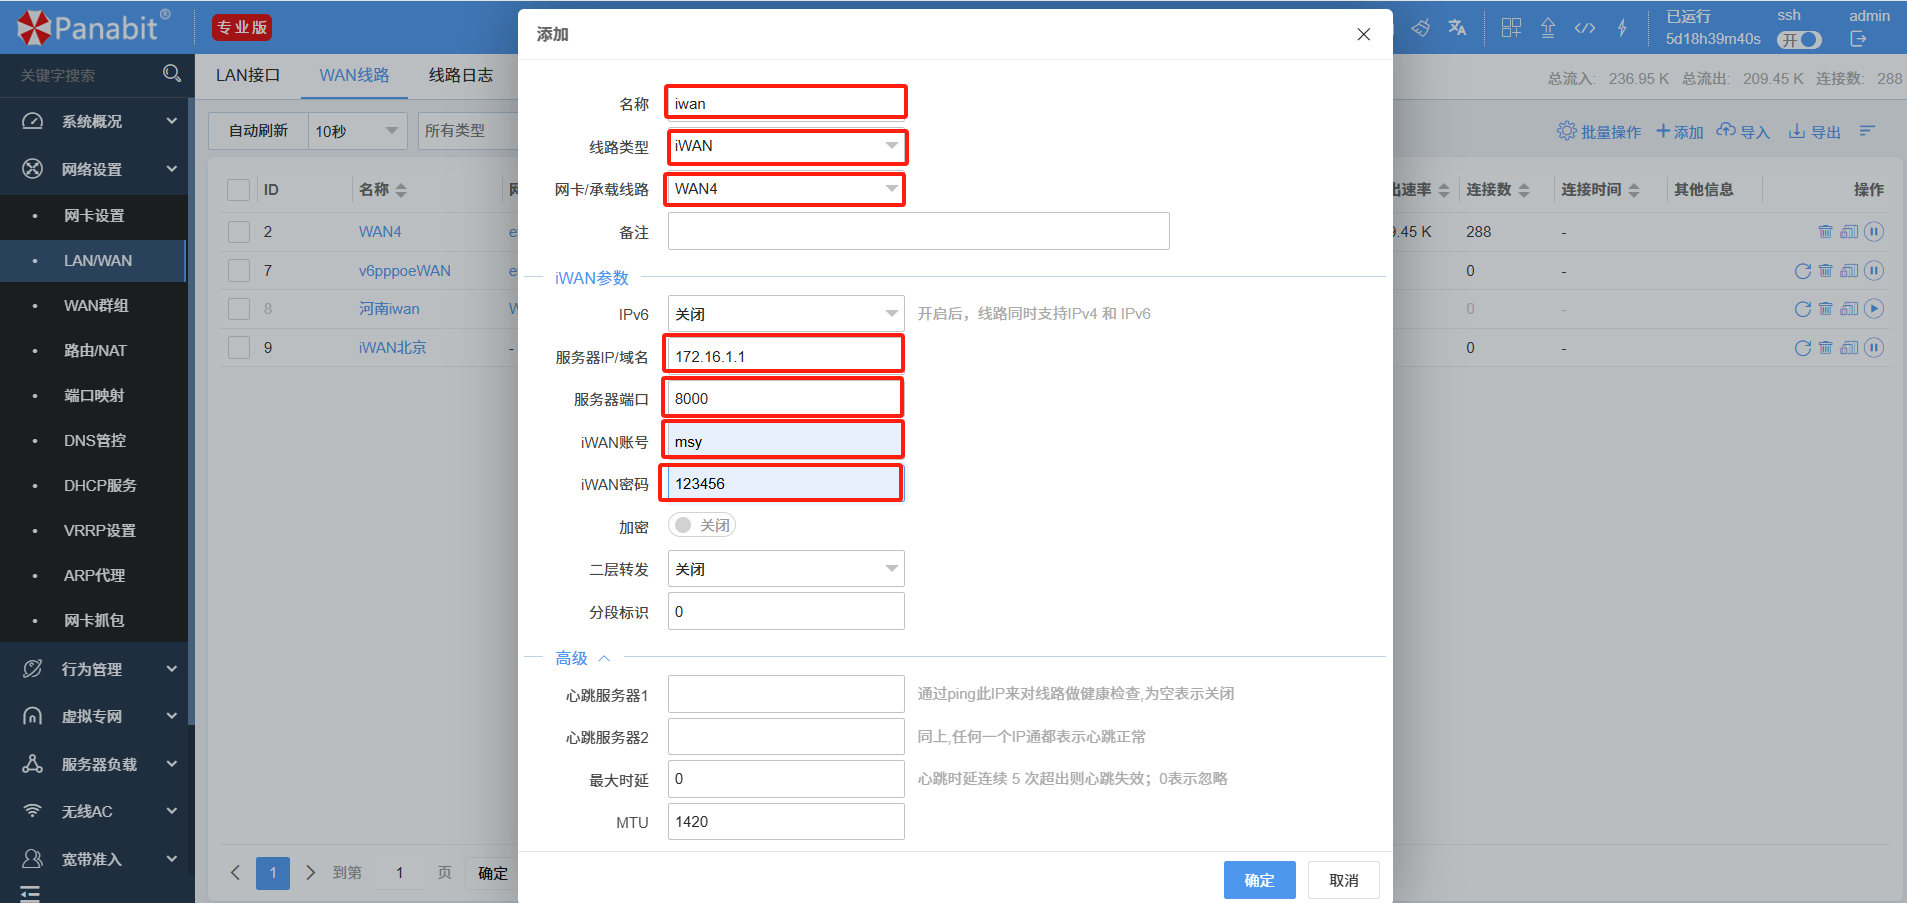 Panabit®
专业版
已运行
5d18h39m40s
ssh
开
admin
关键字搜索
系统概况
网络设置
网卡设置
LAN/WAN
WAN群组
路由/NAT
端口映射
DNS管控
DHCP服务
VRRP设置
ARP代理
网卡抓包
行为管理
虚拟专网
服务器负载
无线AC
宽带准入
LAN接口 WAN线路 线路日志
总流入: 236.95 K 总流出: 209.45 K 连接数: 288
自动刷新 10秒 所有类型
批量操作 添加 导入 导出
ID 名称 出速率 连接数 连接时间 其他信息 操作
2 WAN4 9.45 K 288 -
7 v6pppoeWAN 0 -
8 河南iwan 0 -
9 iWAN北京 - 0 -
1 到第 1 页 确定
添加
名称 iwan
线路类型 iWAN
网卡/承载线路 WAN4
备注
iWAN参数
IPv6 关闭 开启后，线路同时支持IPv4 和 IPv6
服务器IP/域名 172.16.1.1
服务器端口 8000
iWAN账号 msy
iWAN密码 123456
加密 关闭
二层转发 关闭
分段标识 0
高级
心跳服务器1 通过ping此IP来对线路做健康检查,为空表示关闭
心跳服务器2 同上,任何一个IP通都表示心跳正常
最大时延 0 心跳时延连续 5 次超出则心跳失效；0表示忽略
MTU 1420
确定 取消